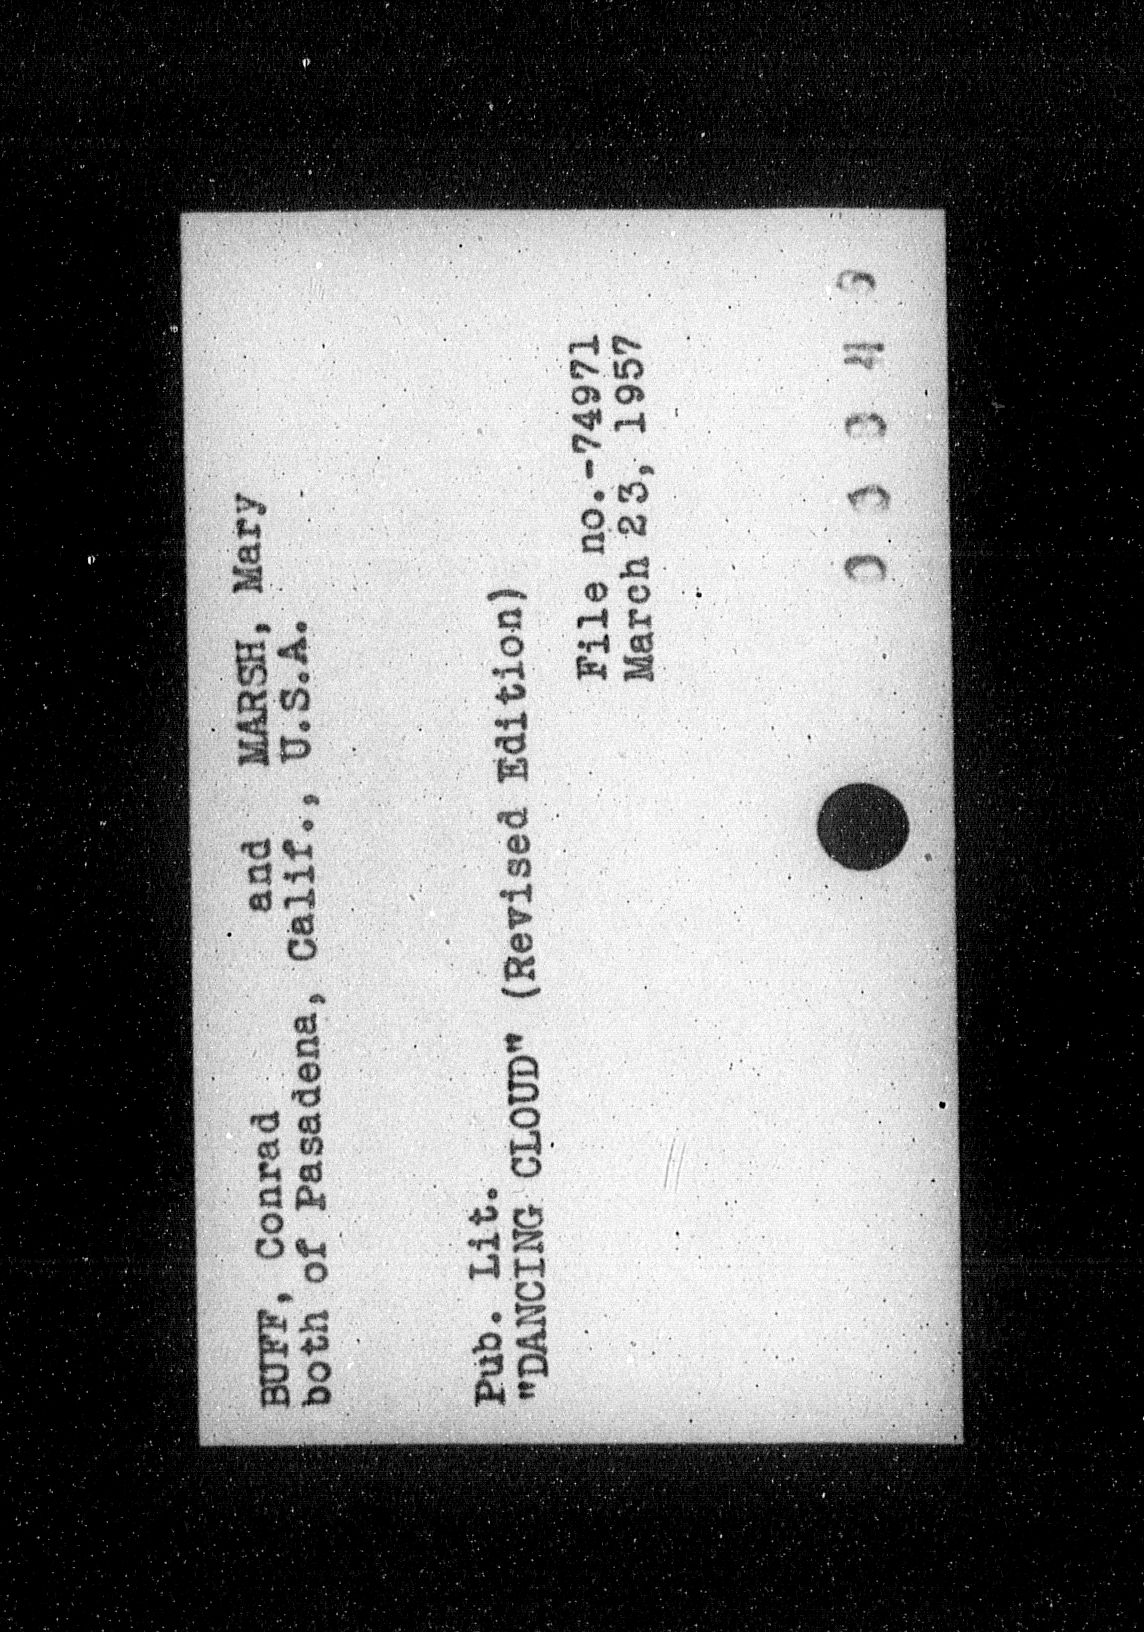 BUFF, Conrad and MARSH, Mary
both of Pasadena, Calif., U.S.A.
Pub. Lit.
"DANCING CLOUD" (Revised Edition)
File no.-74971
March 23, 1957